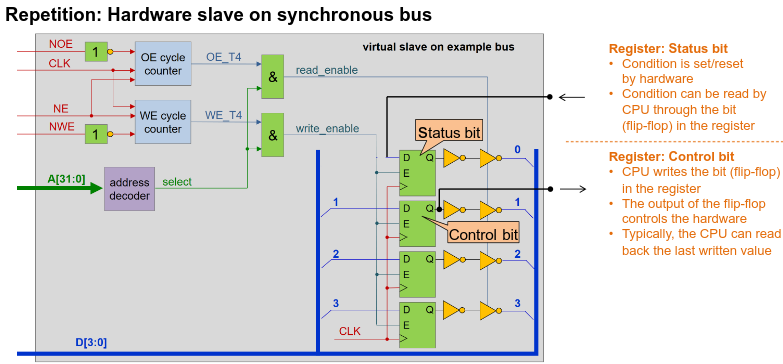 Repetition: Hardware slave on synchronous bus
virtual slave on example bus
NOE
1
OE cycle
counter
OE_T4
&
read_enable
CLK
NE
WE cycle
counter
WE_T4
&
write_enable
NWE
1
A[31:0]
address
decoder
select
Status bit
D Q
E
0
1
D Q
E
1
Control bit
2
D Q
E
2
3
D Q
E
3
CLK
D[3:0]
Register: Status bit
• Condition is set/reset
by hardware
• Condition can be read by
CPU through the bit
(flip-flop) in the register
Register: Control bit
• CPU writes the bit (flip-flop)
in the register
• The output of the flip-flop
controls the hardware
• Typically, the CPU can read
back the last written value